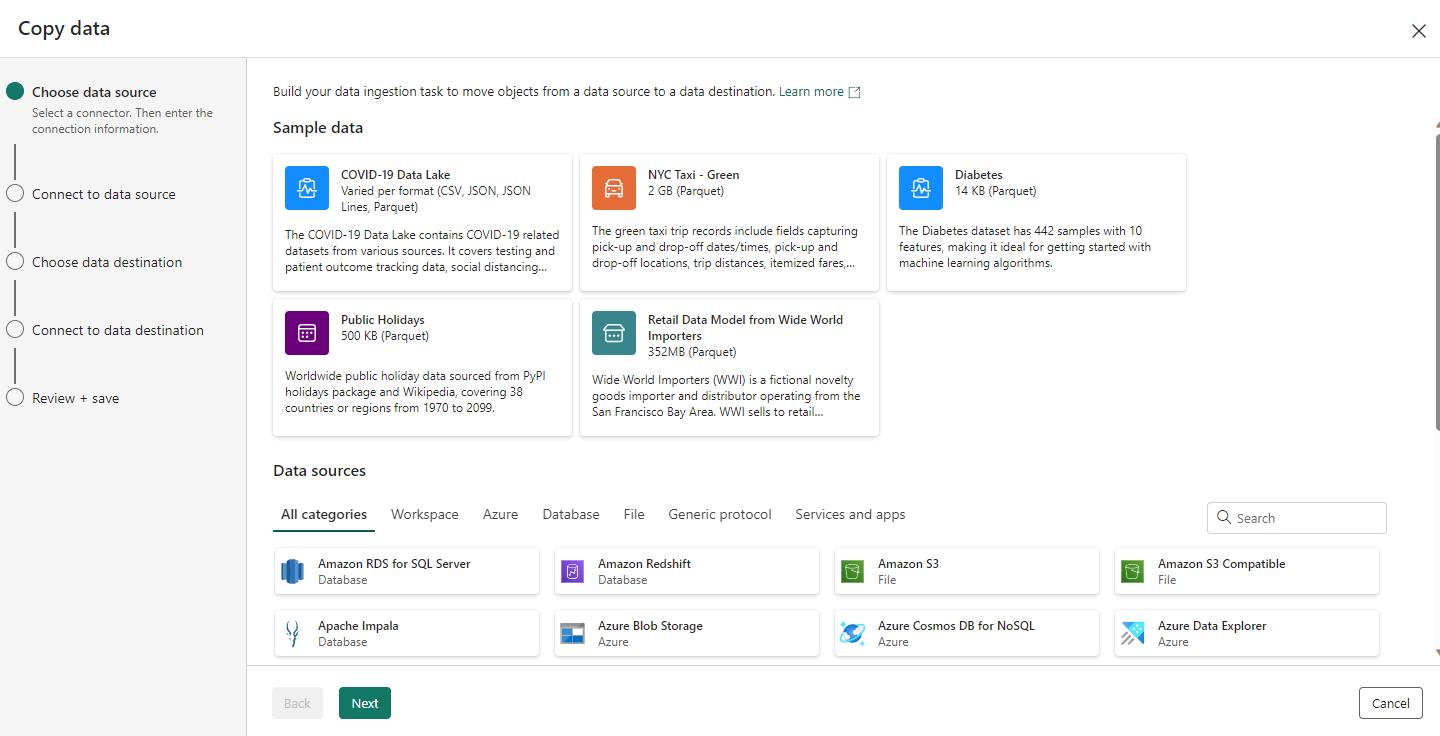 Copy data
Choose data source
Select a connector. Then enter the
connection information.
Connect to data source
Choose data destination
Connect to data destination
Review + save
Build your data ingestion task to move objects from a data source to a data destination. Learn more
Sample data
COVID-19 Data Lake
Varied per format (CSV, JSON, JSON
Lines, Parquet)
The COVID-19 Data Lake contains COVID-19 related
datasets from various sources. It covers testing and
patient outcome tracking data, social distancing...
NYC Taxi - Green
2 GB (Parquet)
The green taxi trip records include fields capturing
pick-up and drop-off dates/times, pick-up and
drop-off locations, trip distances, itemized fares,...
Diabetes
14 KB (Parquet)
The Diabetes dataset has 442 samples with 10
features, making it ideal for getting started with
machine learning algorithms.
Public Holidays
500 KB (Parquet)
Worldwide public holiday data sourced from PyPI
holidays package and Wikipedia, covering 38
countries or regions from 1970 to 2099.
Retail Data Model from Wide World
Importers
352MB (Parquet)
Wide World Importers (WWI) is a fictional novelty
goods importer and distributor operating from the
San Francisco Bay Area. WWI sells to retail...
Data sources
All categories Workspace Azure Database File Generic protocol Services and apps
Search
Amazon RDS for SQL Server
Database
Amazon Redshift
Database
Amazon S3
File
Amazon S3 Compatible
File
Apache Impala
Database
Azure Blob Storage
Azure
Azure Cosmos DB for NoSQL
Azure
Azure Data Explorer
Azure
Back Next Cancel